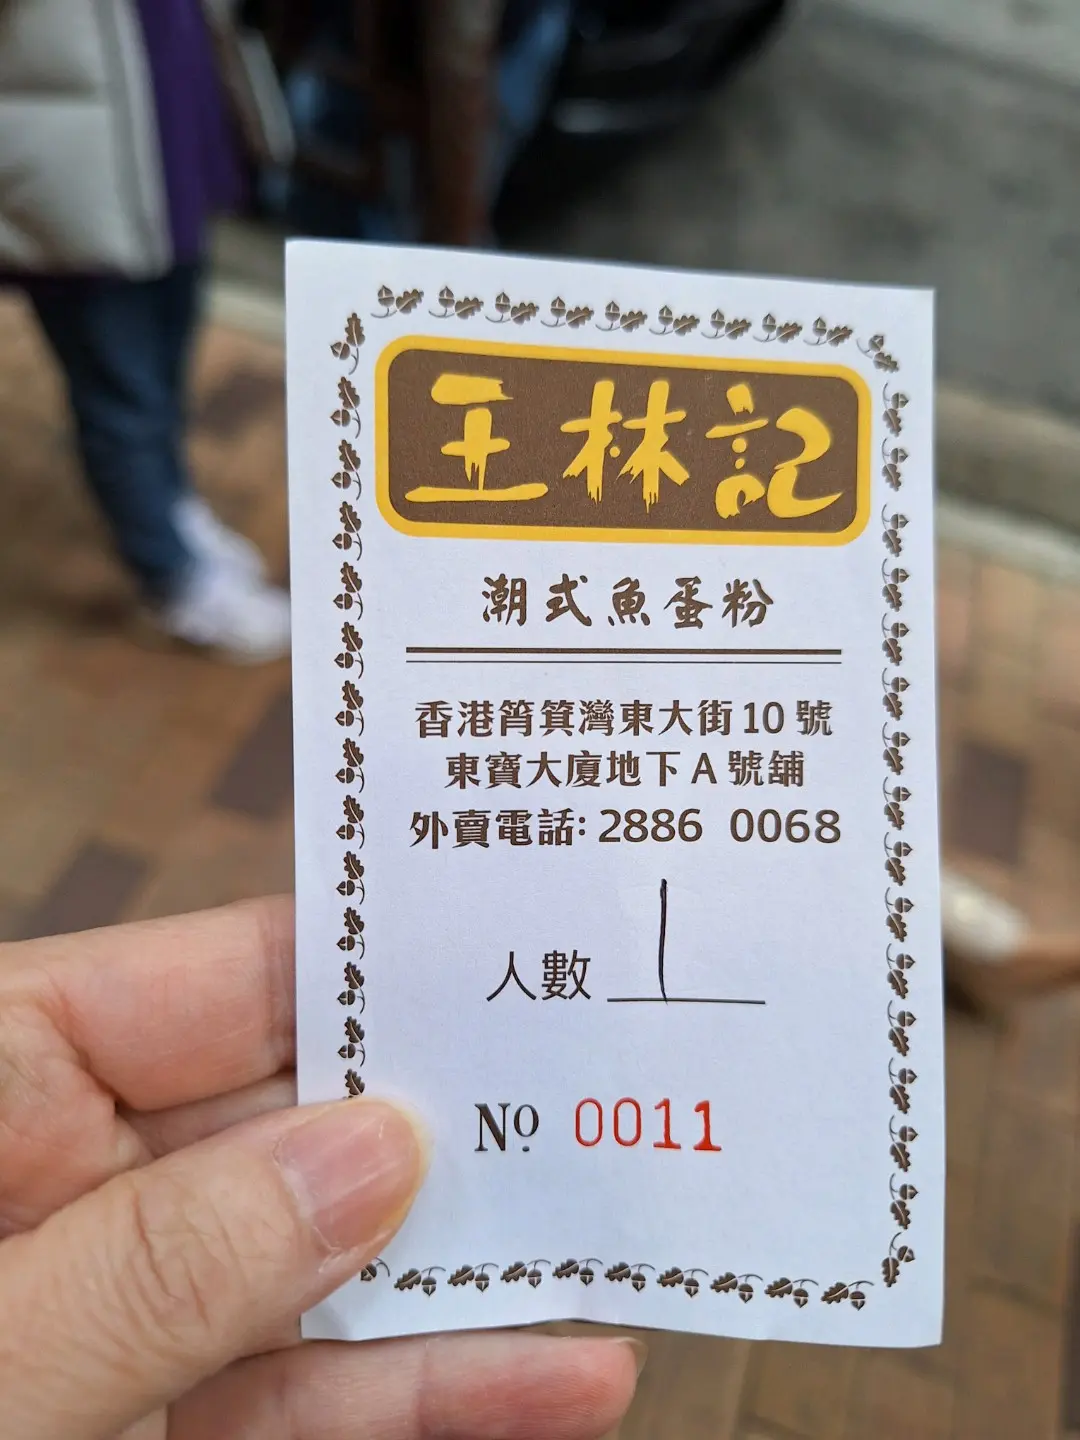 王林記
潮式魚蛋粉
香港筲箕灣東大街10號
東寶大廈地下A號舖
外賣電話: 2886 0068
人數 1
Nº 0011